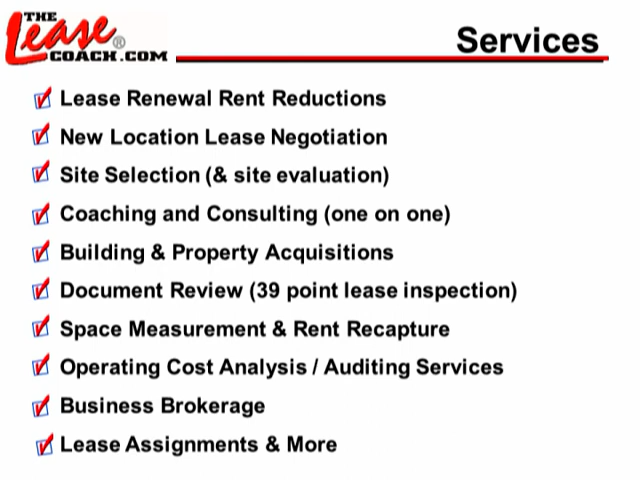 THE
Lease®
COACH.COM
Services
Lease Renewal Rent Reductions
New Location Lease Negotiation
Site Selection (& site evaluation)
Coaching and Consulting (one on one)
Building & Property Acquisitions
Document Review (39 point lease inspection)
Space Measurement & Rent Recapture
Operating Cost Analysis / Auditing Services
Business Brokerage
Lease Assignments & More